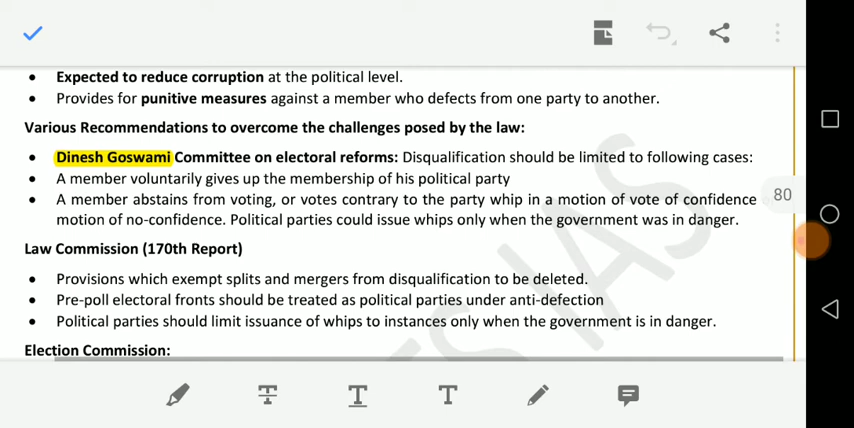 • Expected to reduce corruption at the political level.
• Provides for punitive measures against a member who defects from one party to another.
Various Recommendations to overcome the challenges posed by the law:
• Dinesh Goswami Committee on electoral reforms: Disqualification should be limited to following cases:
• A member voluntarily gives up the membership of his political party
• A member abstains from voting, or votes contrary to the party whip in a motion of vote of confidence
motion of no-confidence. Political parties could issue whips only when the government was in danger.
80
Law Commission (170th Report)
• Provisions which exempt splits and mergers from disqualification to be deleted.
• Pre-poll electoral fronts should be treated as political parties under anti-defection
• Political parties should limit issuance of whips to instances only when the government is in danger.
Election Commission:
T T T